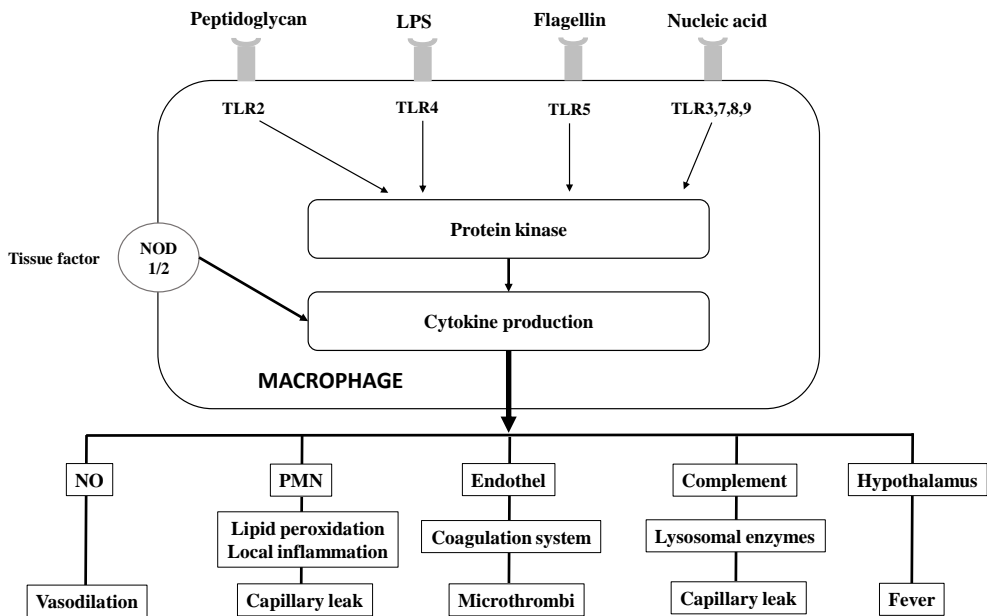 Peptidoglycan
LPS
Flagellin
Nucleic acid
TLR2
TLR4
TLR5
TLR3,7,8,9
Protein kinase
Tissue factor
NOD
1/2
Cytokine production
MACROPHAGE
NO
PMN
Endothel
Complement
Hypothalamus
Lipid peroxidation
Local inflammation
Coagulation system
Lysosomal enzymes
Vasodilation
Capillary leak
Microthrombi
Capillary leak
Fever